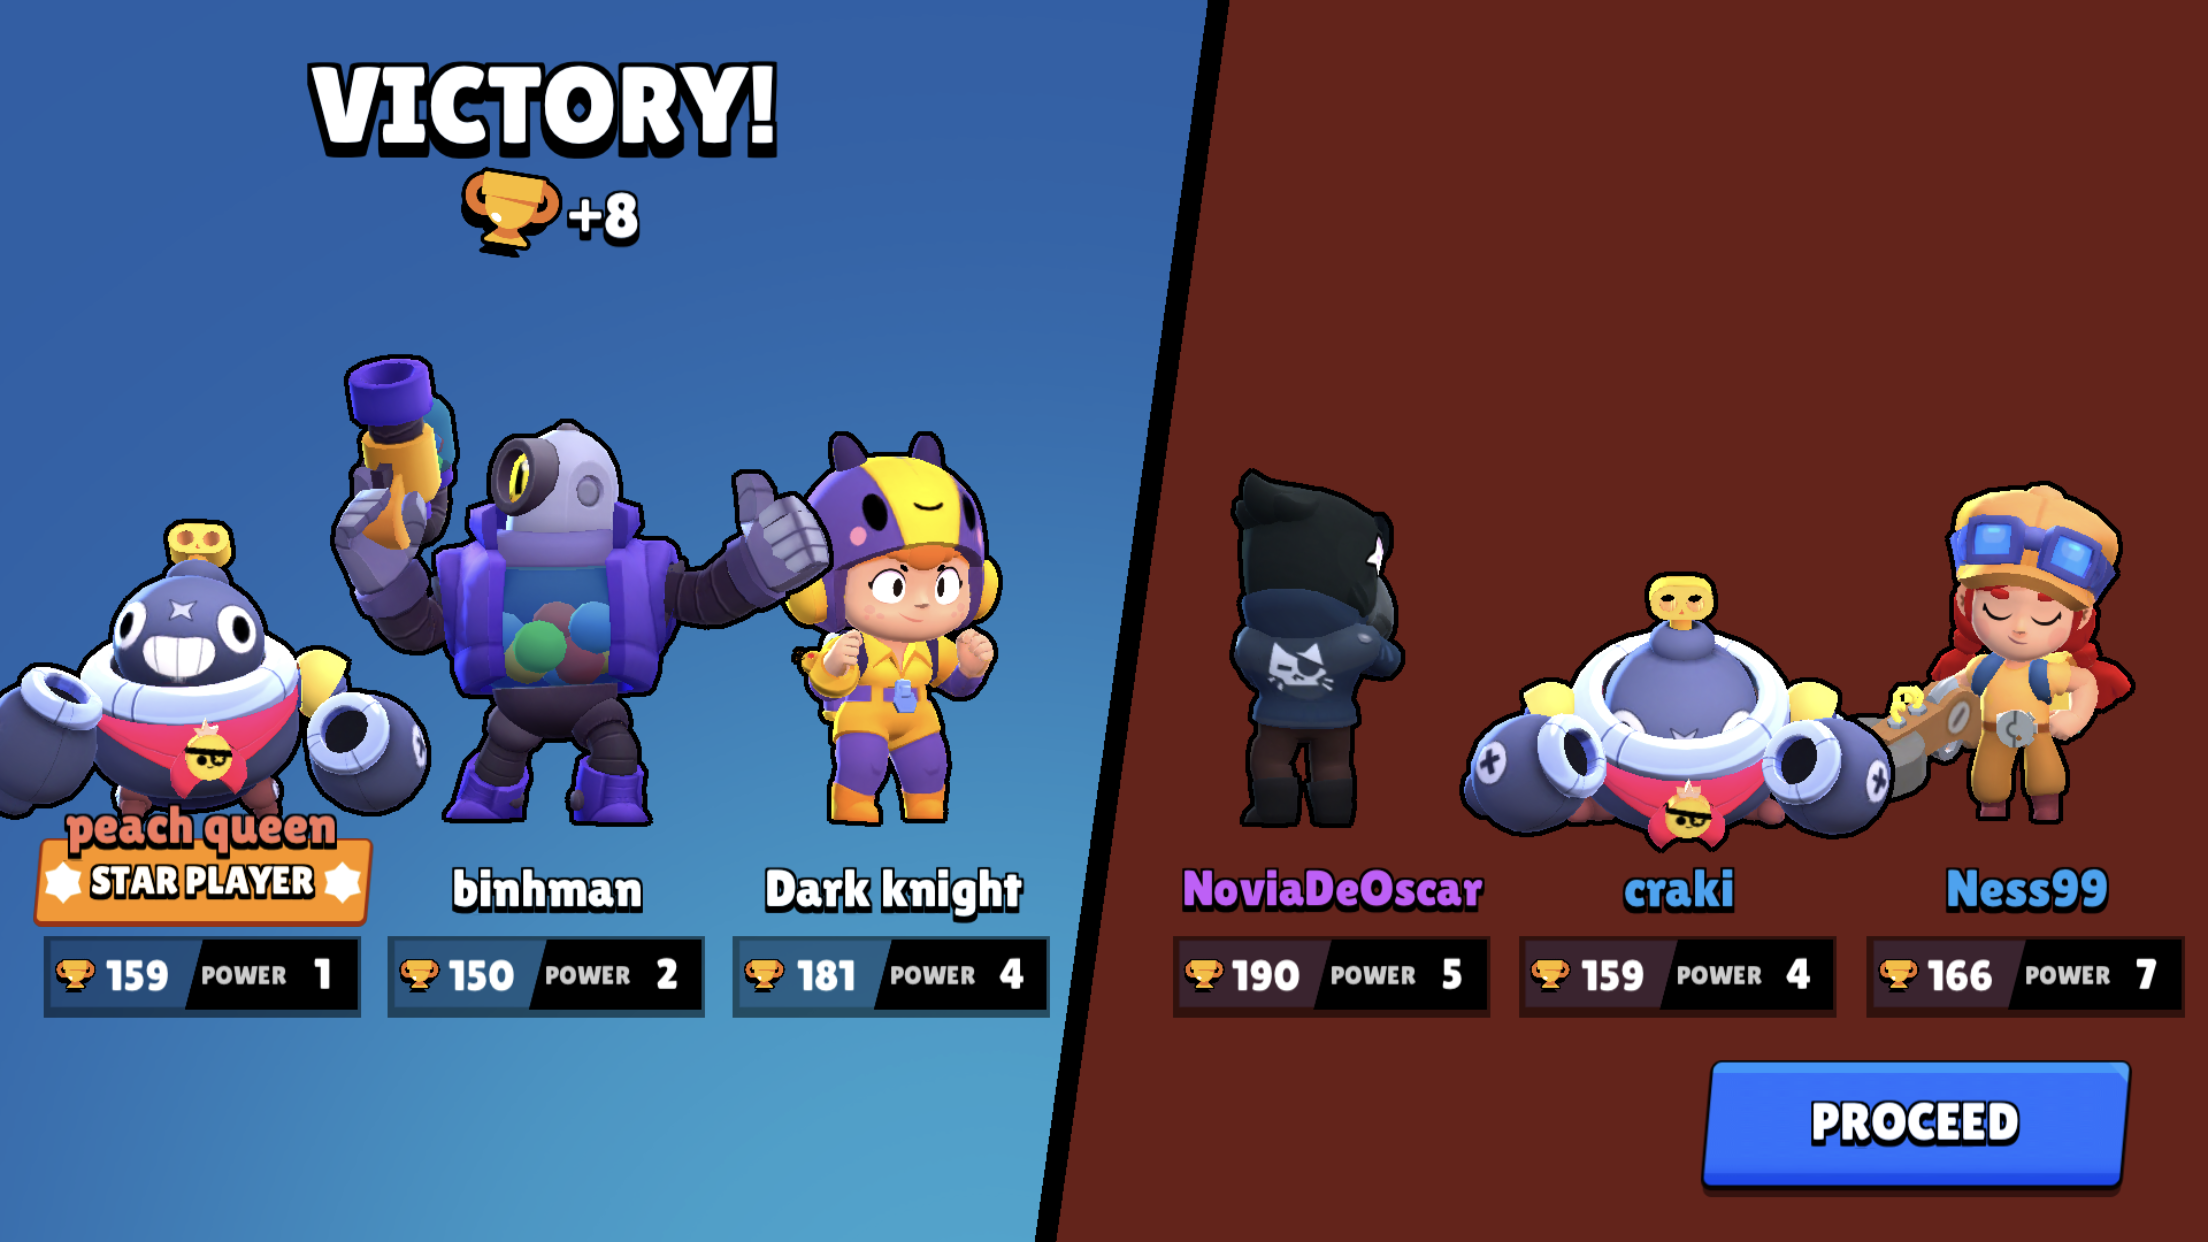 VICTORY!
+8
peach queen
STAR PLAYER
binhman
Dark knight
NoviaDeOscar
craki
Ness99
159 POWER 1
150 POWER 2
181 POWER 4
190 POWER 5
159 POWER 4
166 POWER 7
PROCEED